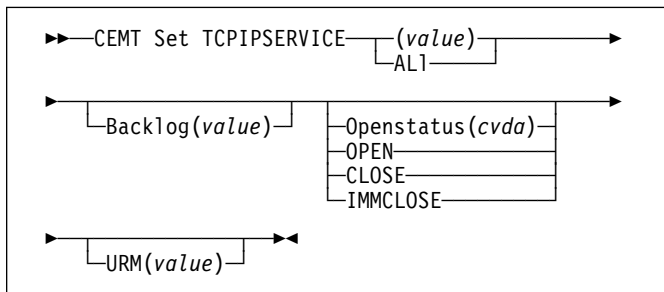 CEMT Set TCPIPSERVICE (value)
ALl
Backlog(value) Openstatus(cvda)
OPEN
CLOSE
IMMCLOSE
URM(value)